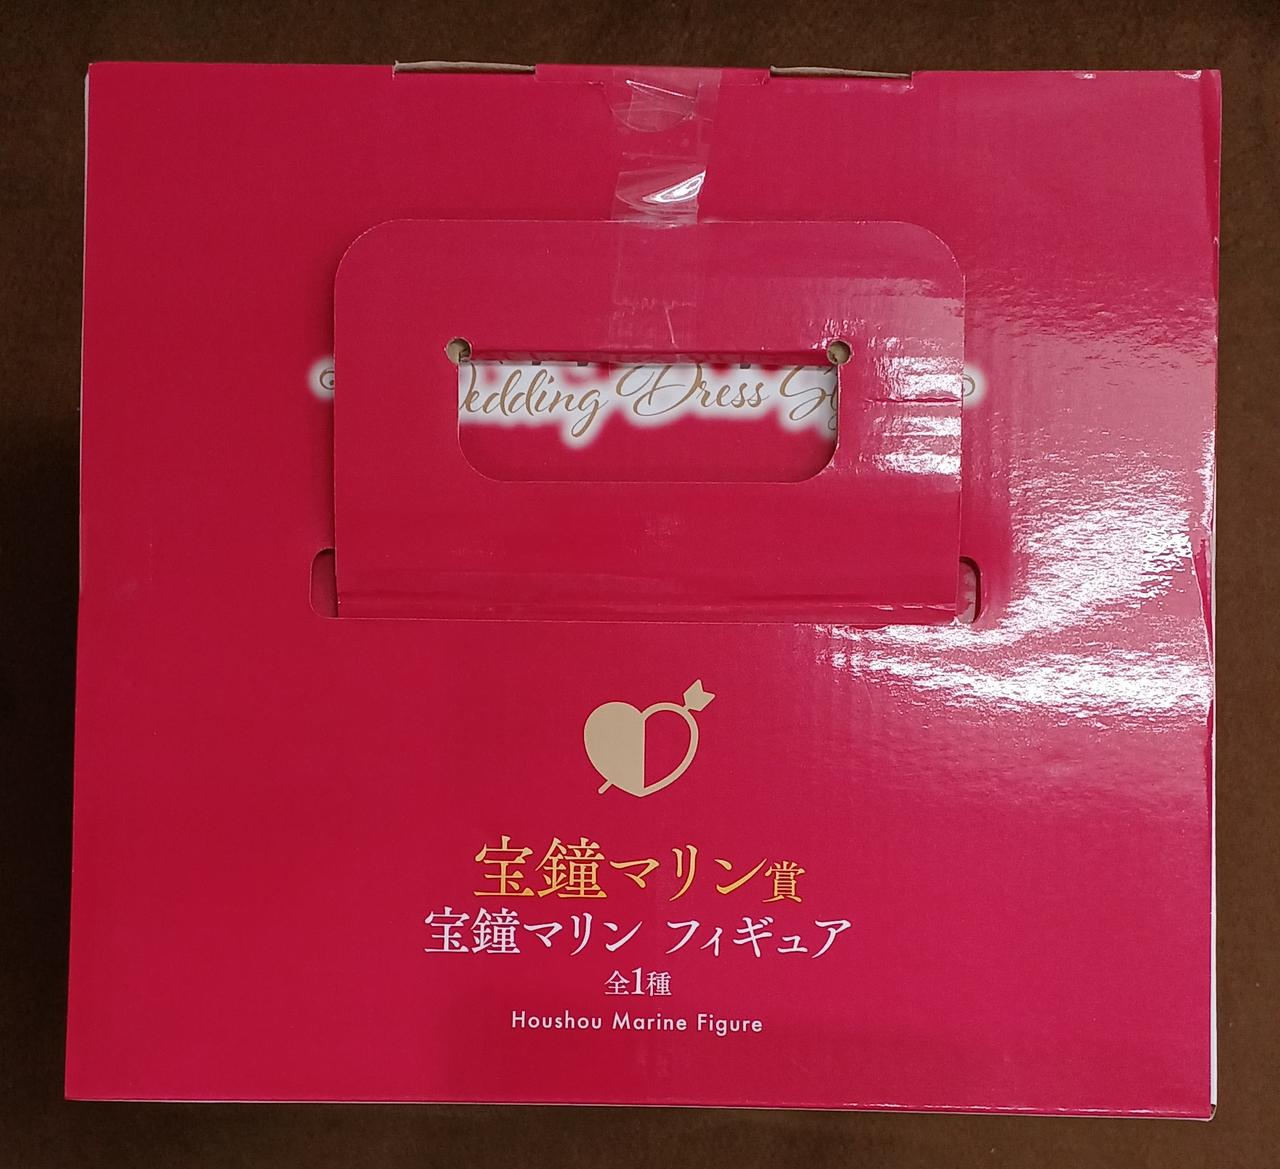 Wedding Dress
宝鐘マリン賞
宝鐘マリン フィギュア
全1種
Houshou Marine Figure